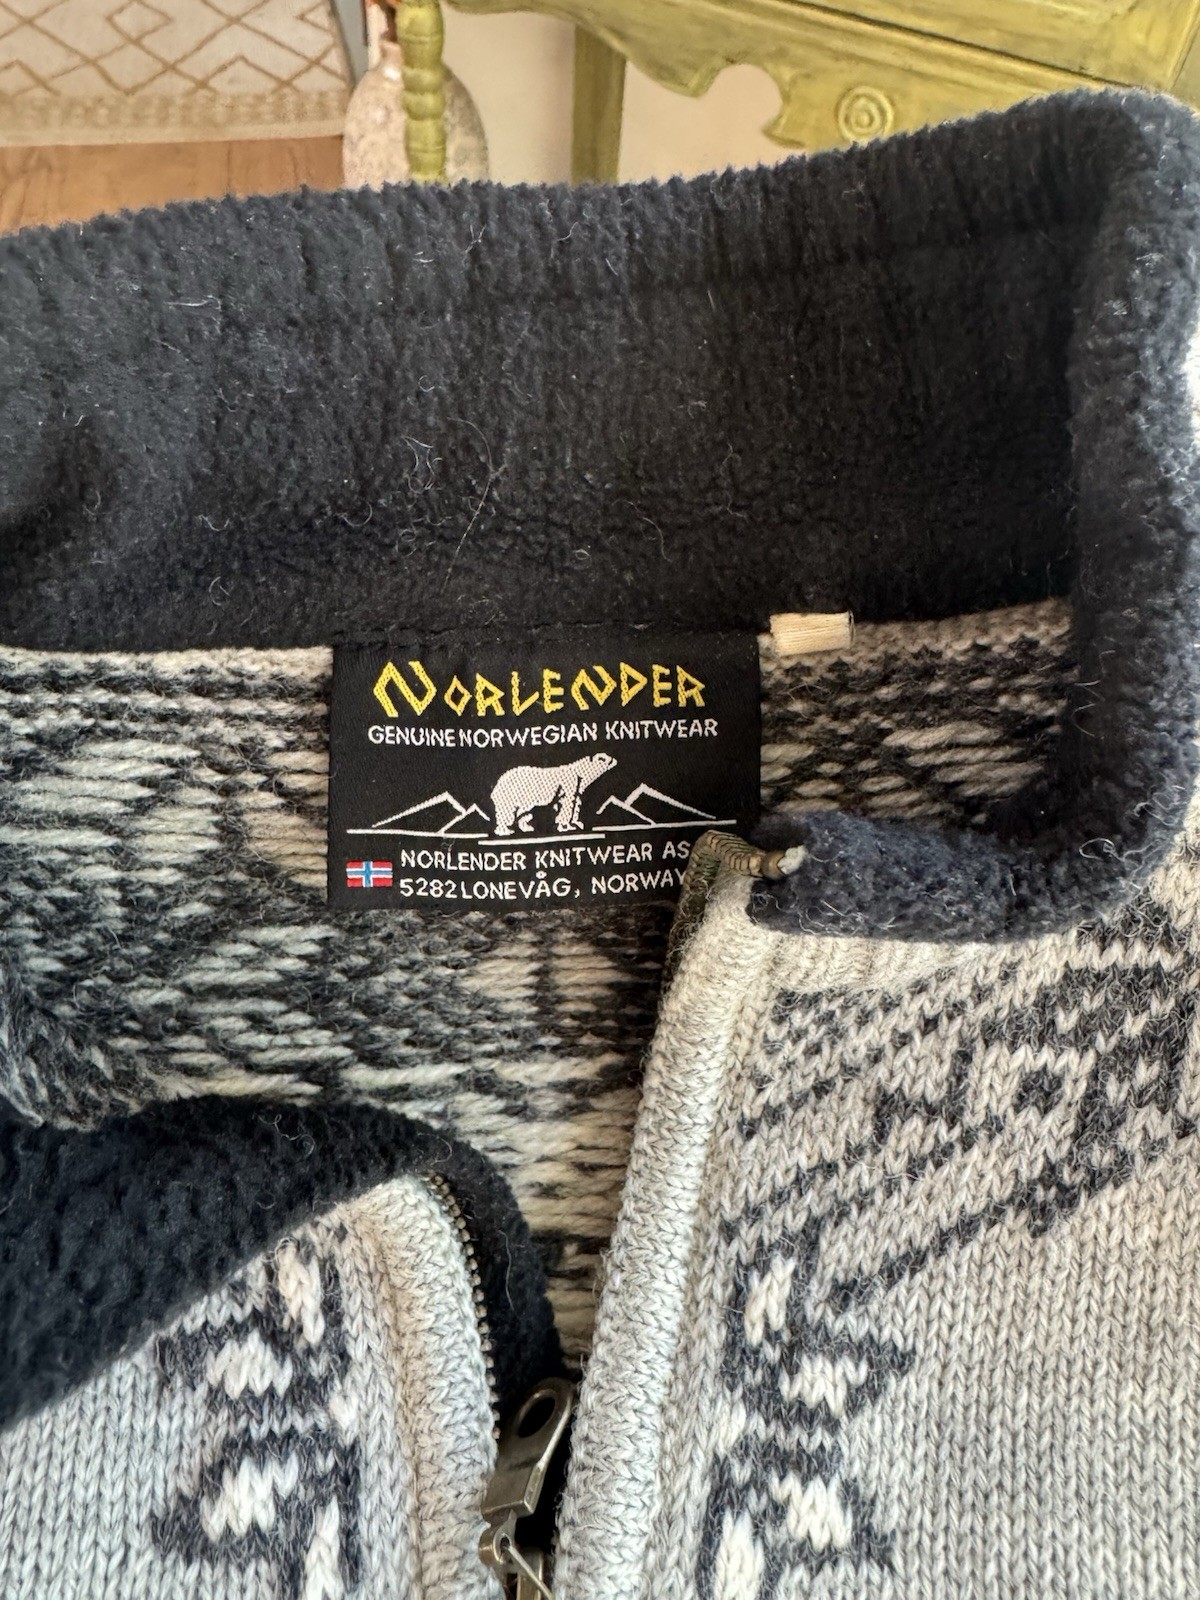 NORLENDER
GENUINE NORWEGIAN KNITWEAR
NORLENDER KNITWEAR AS
5282 LONEVÅG, NORWAY